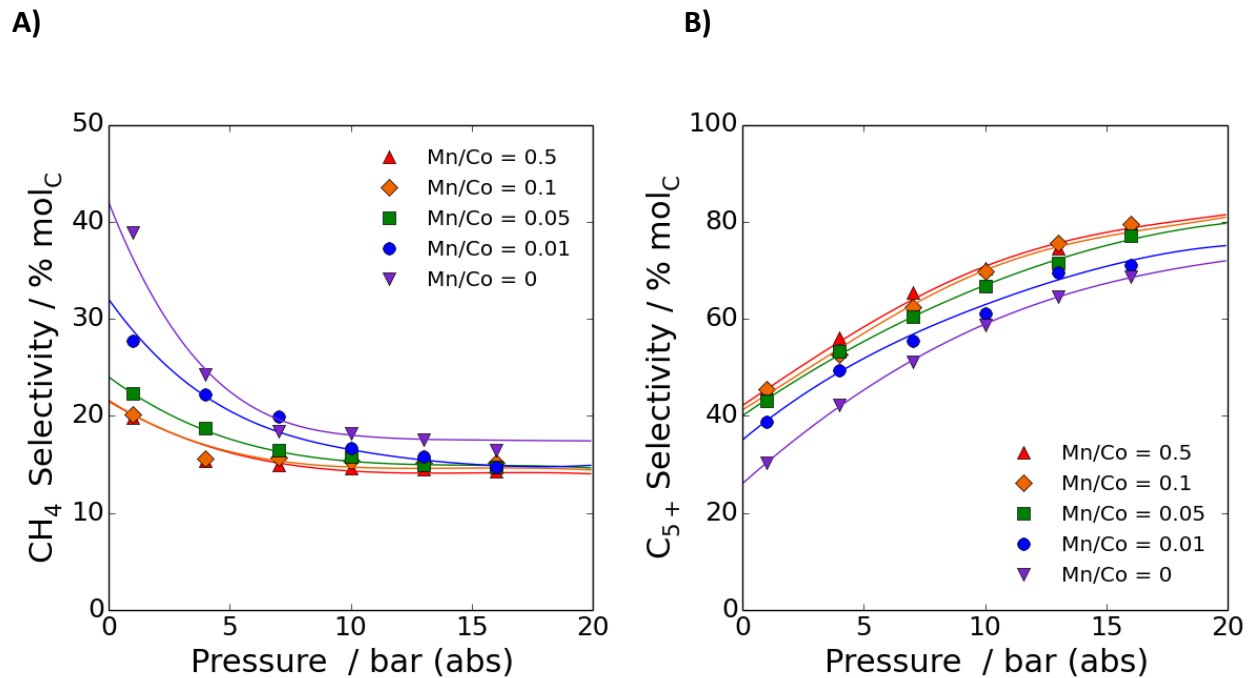 A)
B)
CH4 Selectivity / % molC
50
40
30
20
10
0
Mn/Co = 0.5
Mn/Co = 0.1
Mn/Co = 0.05
Mn/Co = 0.01
Mn/Co = 0
0 5 10 15 20
Pressure / bar (abs)
C5+ Selectivity / % molC
100
80
60
40
20
0
Mn/Co = 0.5
Mn/Co = 0.1
Mn/Co = 0.05
Mn/Co = 0.01
Mn/Co = 0
0 5 10 15 20
Pressure / bar (abs)